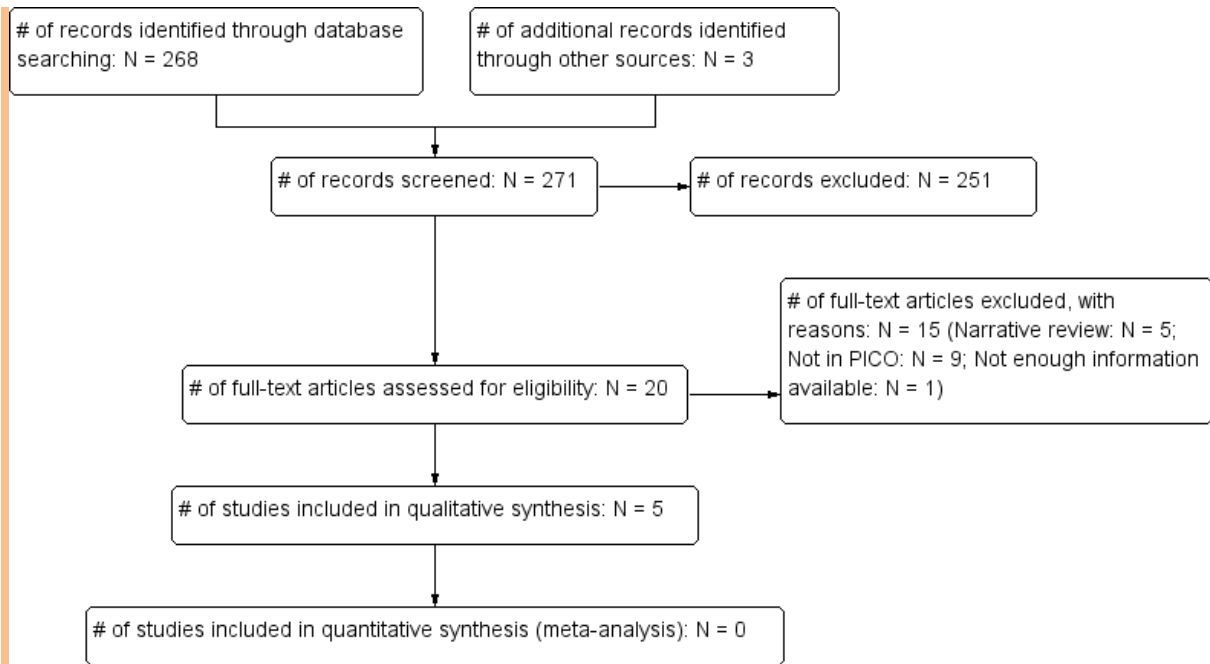 # of records identified through database
searching: N = 268
# of additional records identified
through other sources: N = 3
# of records screened: N = 271
# of records excluded: N = 251
# of full-text articles excluded, with
reasons: N = 15 (Narrative review: N = 5;
Not in PICO: N = 9; Not enough information
available: N = 1)
# of full-text articles assessed for eligibility: N = 20
# of studies included in qualitative synthesis: N = 5
# of studies included in quantitative synthesis (meta-analysis): N = 0